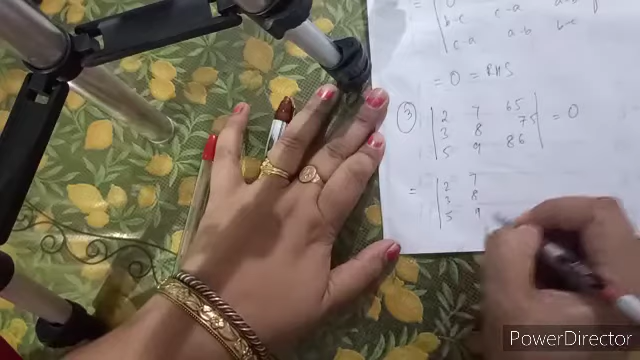 = | 0
b-c c-a a-b
c-a a-b b-c
= 0 = RHS
③ | 2 7 65 | = 0
3 8 75
5 9 86
= | 2 7
3 8
5 9
PowerDirector